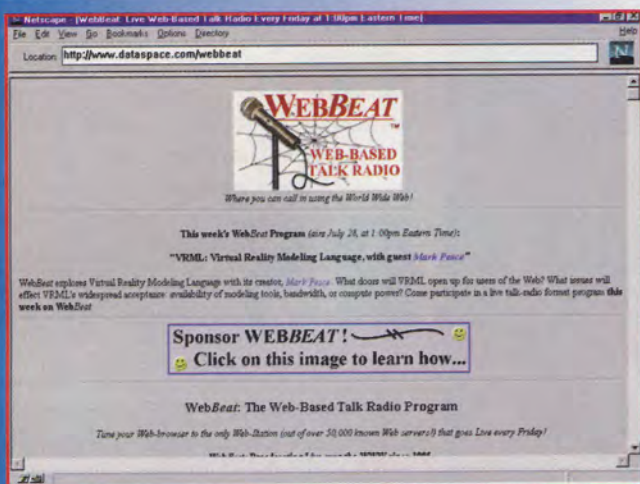 Netscape - [WebBeat: Live Web-Based Talk Radio Every Friday at 1:00pm Eastern Time]
File Edit View Go Bookmarks Options Directory Help
Location: http://www.dataspace.com/webbeat
N
WEBBEAT
TM
WEB-BASED
TALK RADIO
Where you can call in using the World Wide Web!
This week's WebBeat Program (airs July 28, at 1:00pm Eastern Time):
"VRML: Virtual Reality Modeling Language, with guest Mark Pesce"
WebBeat explores Virtual Reality Modeling Language with its creator, Mark Pesce. What doors will VRML open up for users of the Web? What issues will
effect VRML's widespread acceptance: availability of modeling tools, bandwidth, or compute power? Come participate in a live talk-radio format program this
week on WebBeat
Sponsor WEBBEAT!
Click on this image to learn how...
WebBeat: The Web-Based Talk Radio Program
Tune your Web-browser to the only Web-Station (out of over 50,000 known Web servers!) that goes Live every Friday!